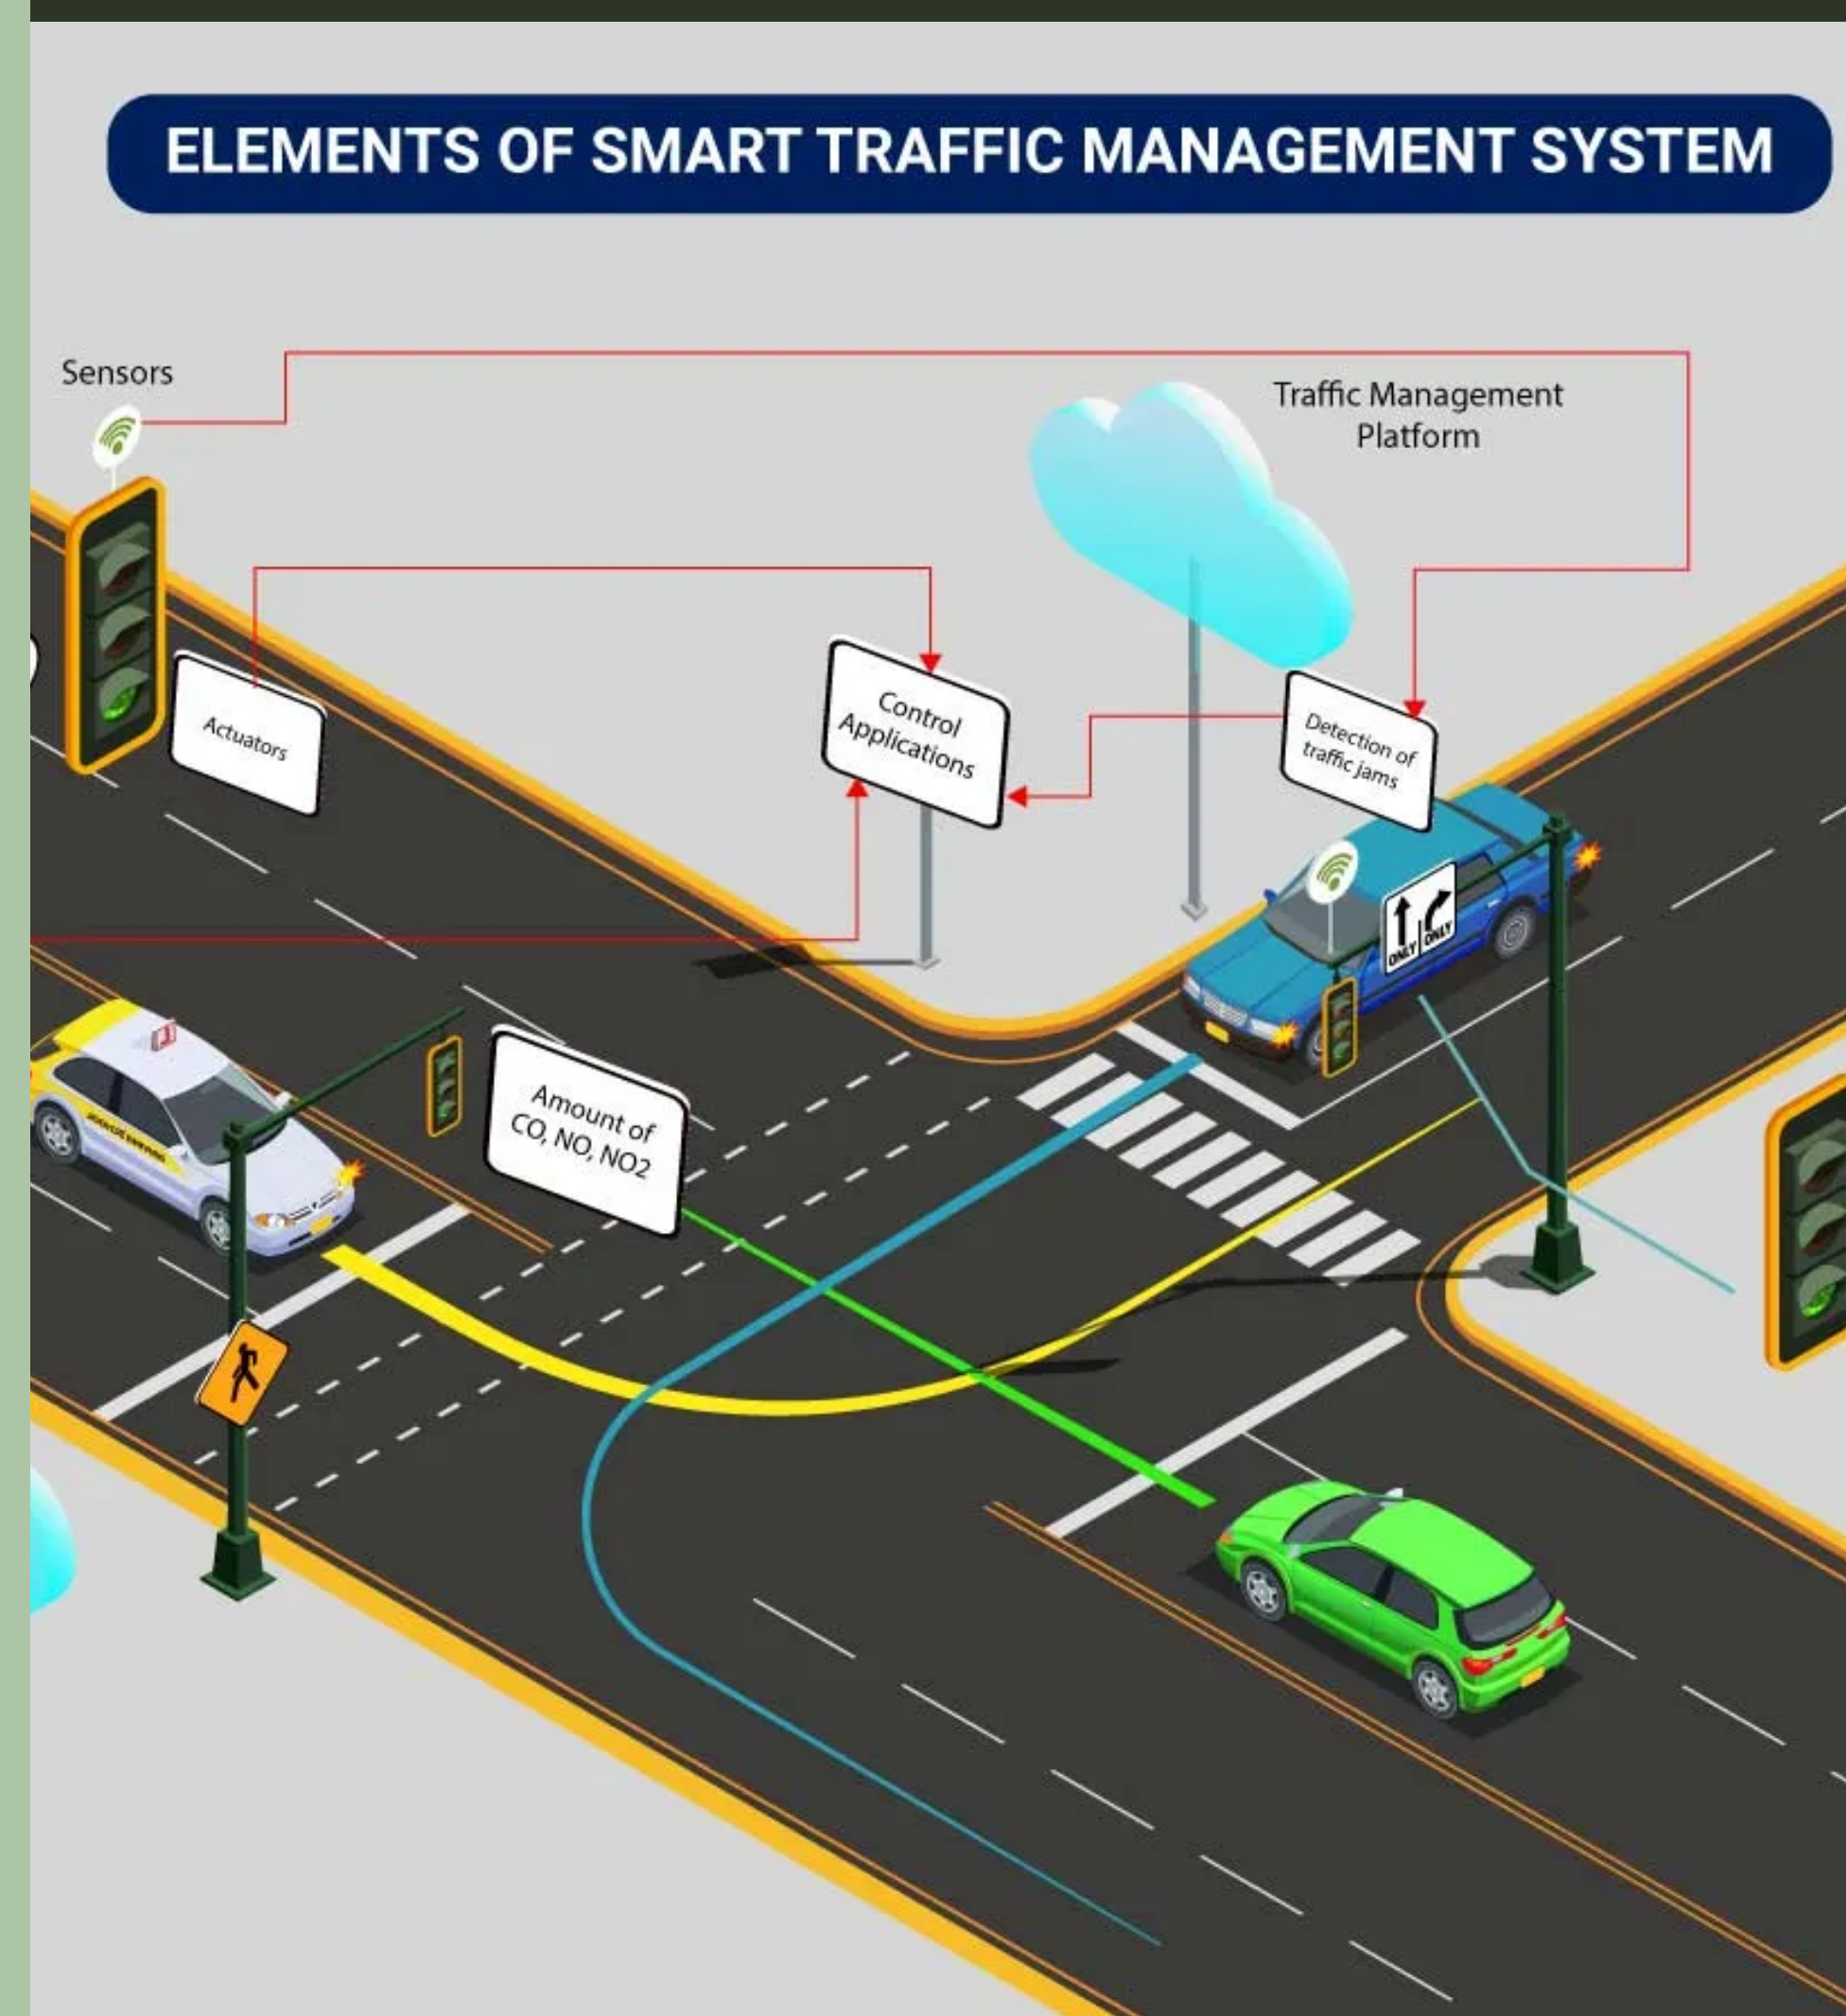 ELEMENTS OF SMART TRAFFIC MANAGEMENT SYSTEM
Sensors
Traffic Management
Platform
Actuators
Control
Applications
Detection of
traffic jams
ONLY
ONLY
Amount of
CO, NO, NO2